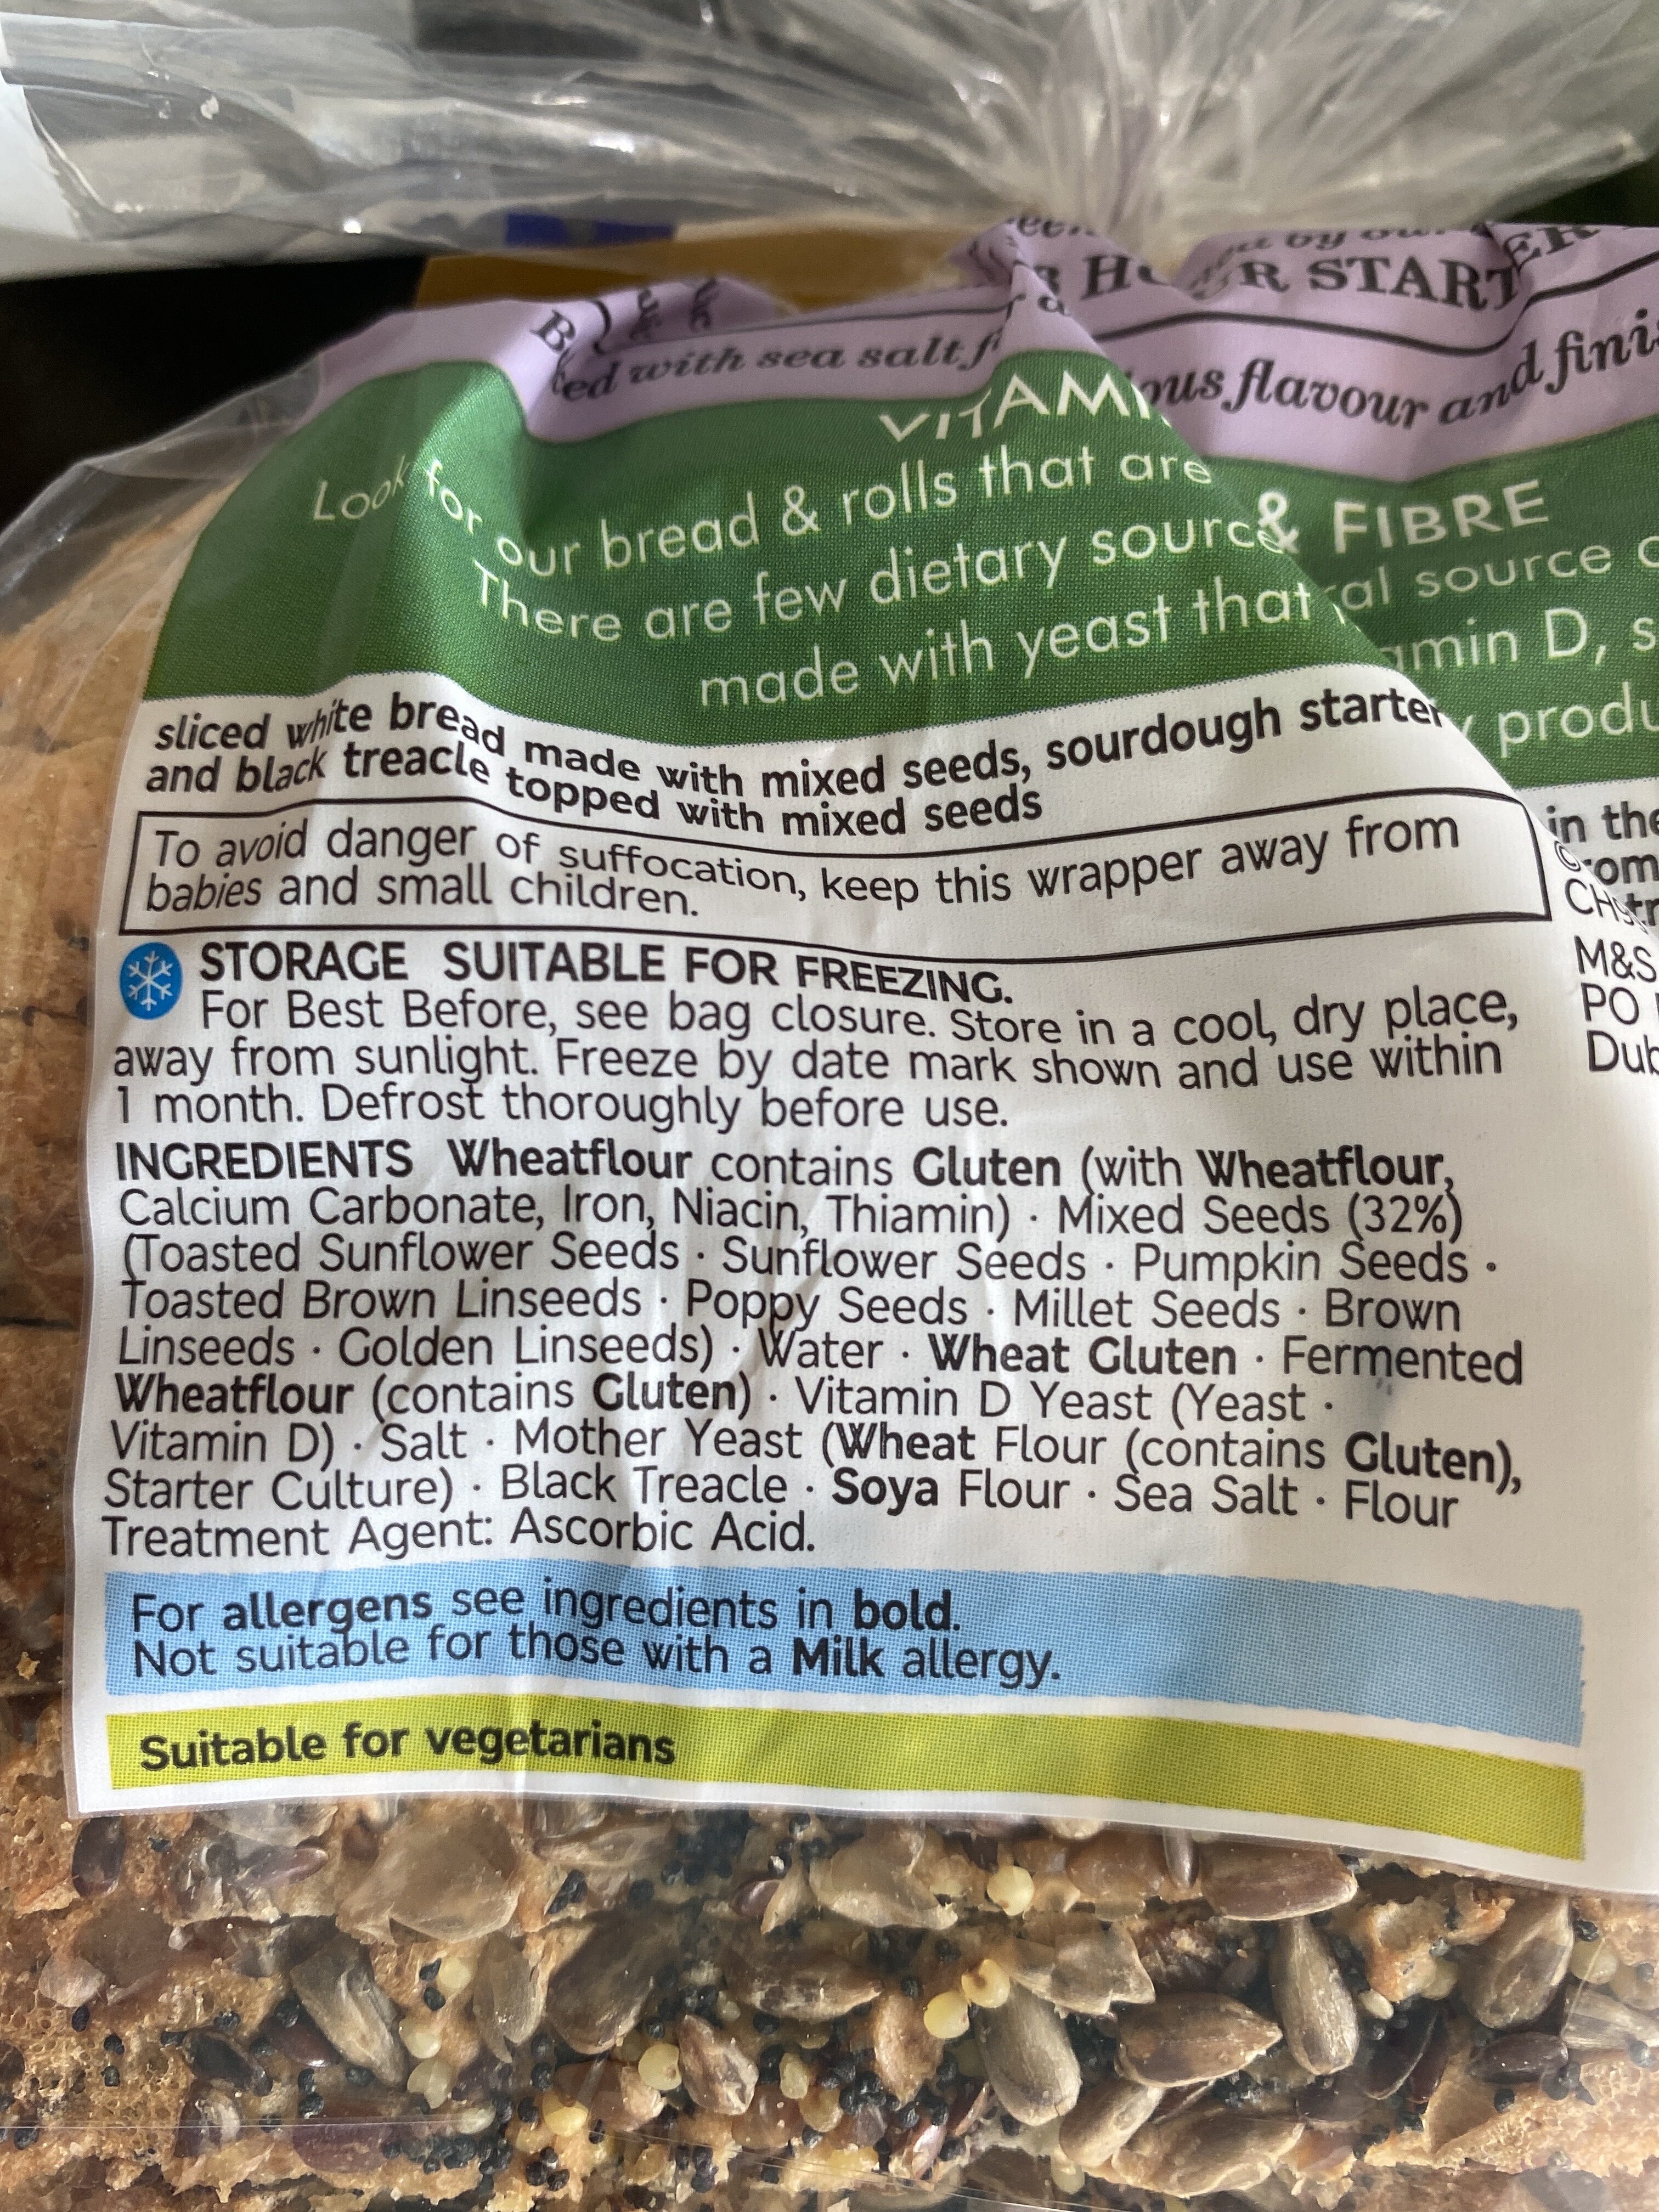 R STARTER
ed with sea salt
ous flavour and finis
VITAMI
& FIBRE
Look for our bread & rolls that are
al source
There are few dietary sourc
amin D, s
made with yeast that
produ
sliced white bread made with mixed seeds, sourdough starter
and black treacle topped with mixed seeds
To avoid danger of suffocation, keep this wrapper away from
babies and small children.
in the
©
om
M&S
PO
Dub
STORAGE SUITABLE FOR FREEZING.
For Best Before, see bag closure. Store in a cool, dry place,
away from sunlight. Freeze by date mark shown and use within
1 month. Defrost thoroughly before use.
INGREDIENTS Wheatflour contains Gluten (with Wheatflour,
Calcium Carbonate, Iron, Niacin, Thiamin) · Mixed Seeds (32%)
(Toasted Sunflower Seeds · Sunflower Seeds · Pumpkin Seeds ·
Toasted Brown Linseeds · Poppy Seeds · Millet Seeds · Brown
Linseeds · Golden Linseeds) · Water · Wheat Gluten · Fermented
Wheatflour (contains Gluten) · Vitamin D Yeast (Yeast ·
Vitamin D) · Salt · Mother Yeast (Wheat Flour (contains Gluten),
Starter Culture) · Black Treacle · Soya Flour · Sea Salt · Flour
Treatment Agent: Ascorbic Acid.
For allergens see ingredients in bold.
Not suitable for those with a Milk allergy.
Suitable for vegetarians